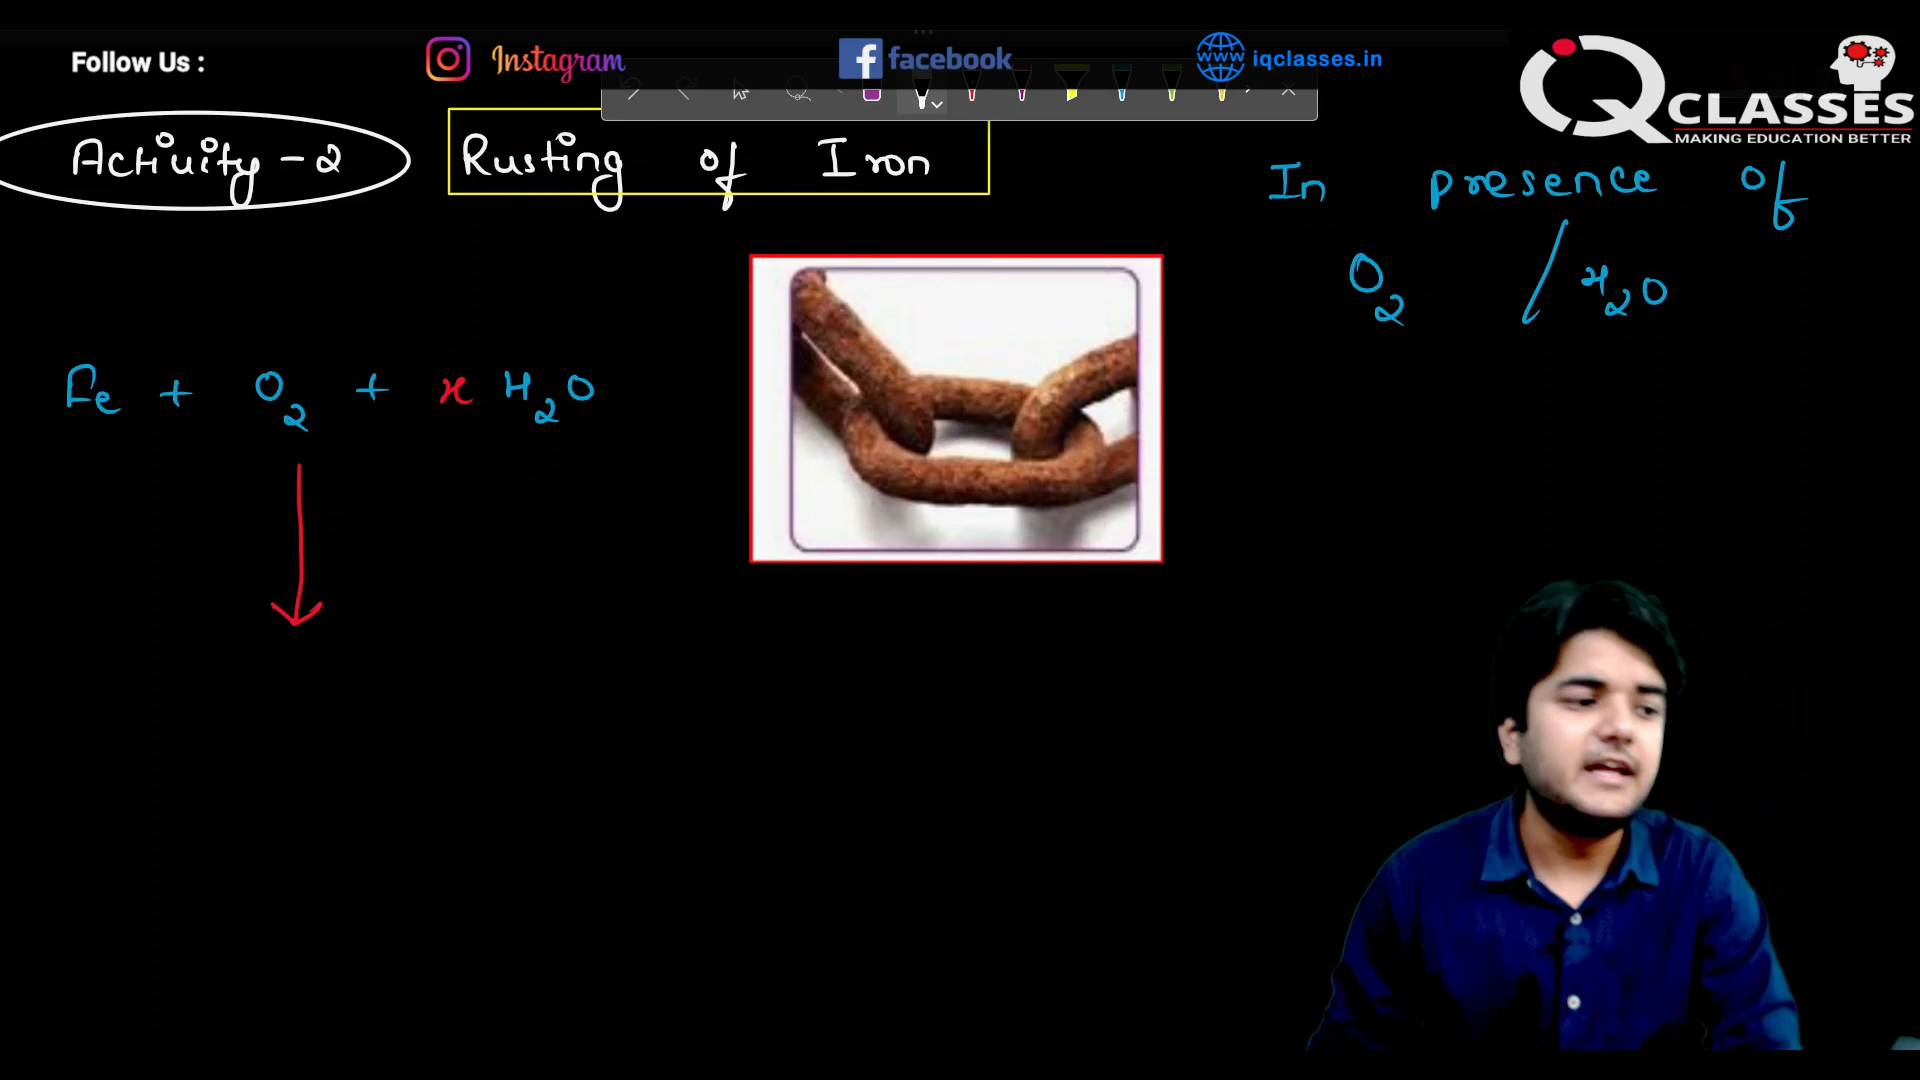 Follow Us :
Instagram
facebook
iqclasses.in
IQ CLASSES
MAKING EDUCATION BETTER
Activity - 2
Rusting of Iron
In presence of
O₂ / H₂O
Fe + O₂ + x H₂O